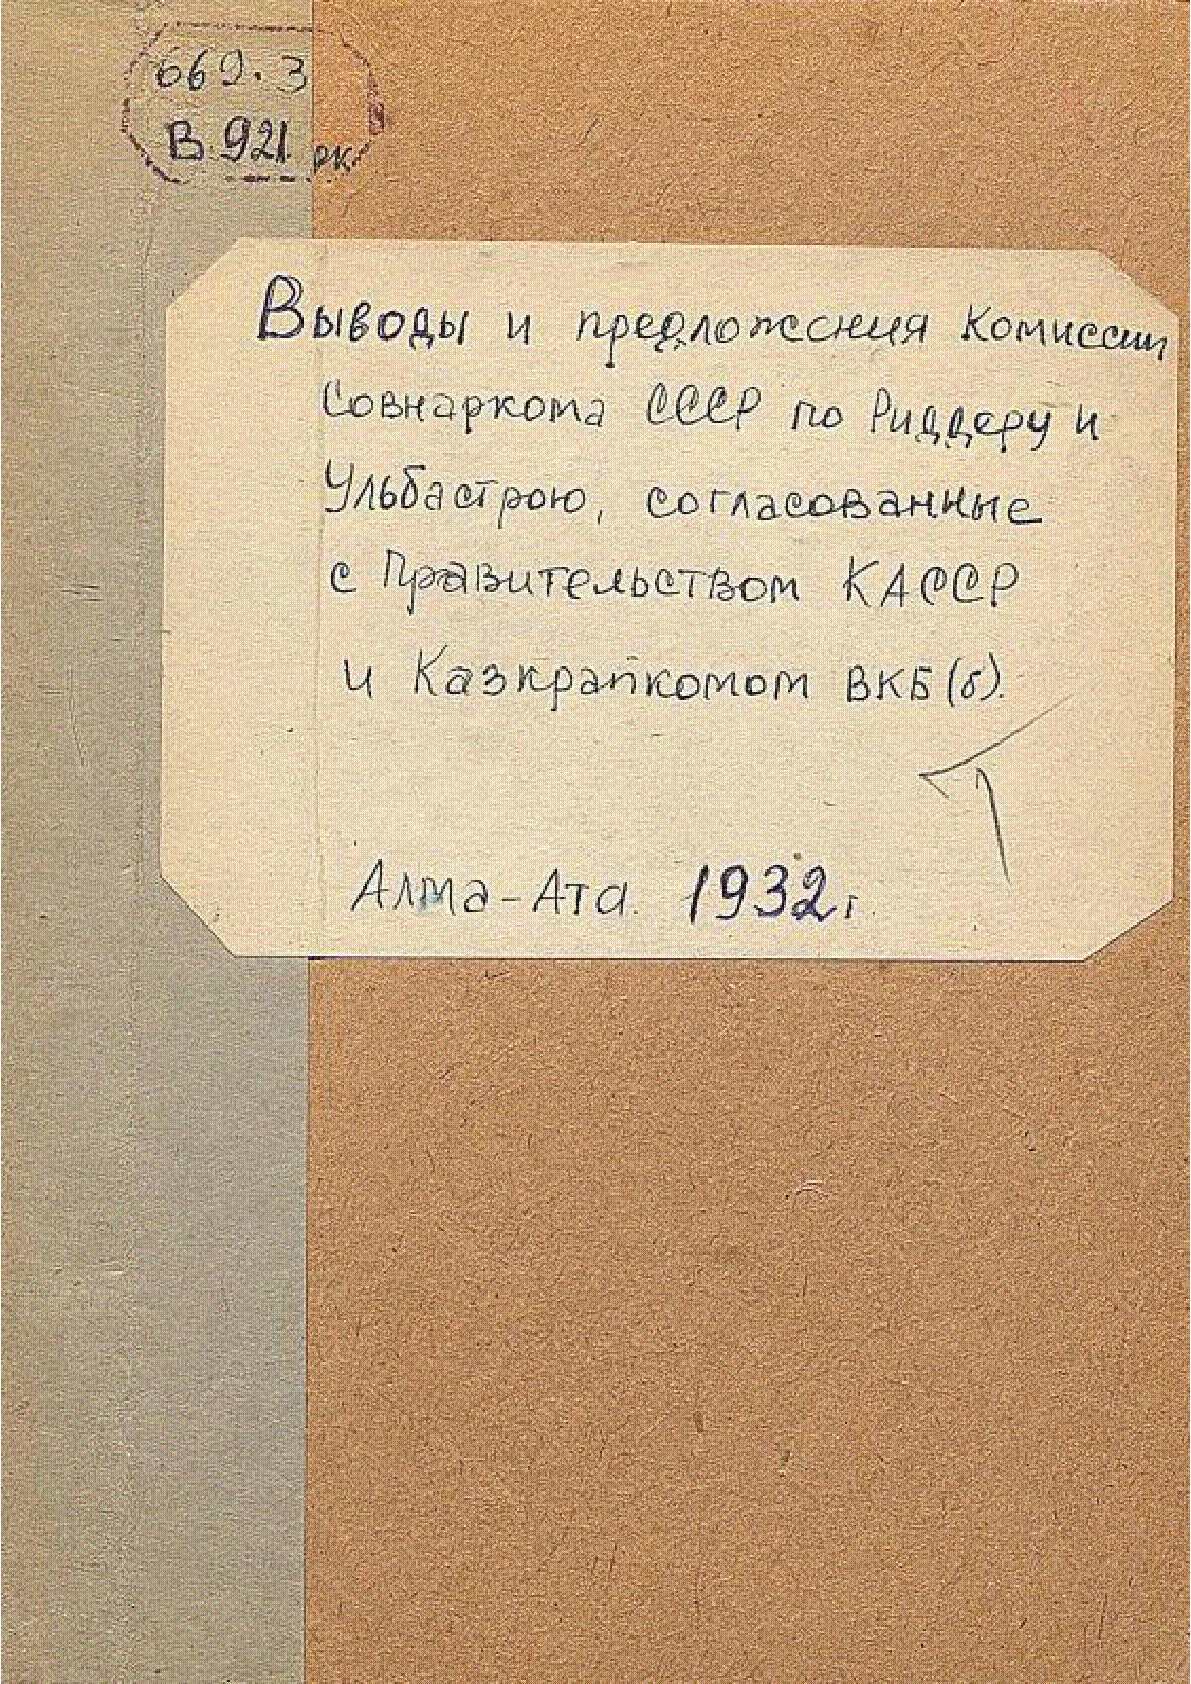 669.3
В 921 рк
Выводы и предложения Комиссии
Совнаркома СССР по Риддеру и
Ульбастрою, согласованные
с Правительством КАССР
и Казкрайкомом ВКБ(б).
Алма-Ата. 1932г.